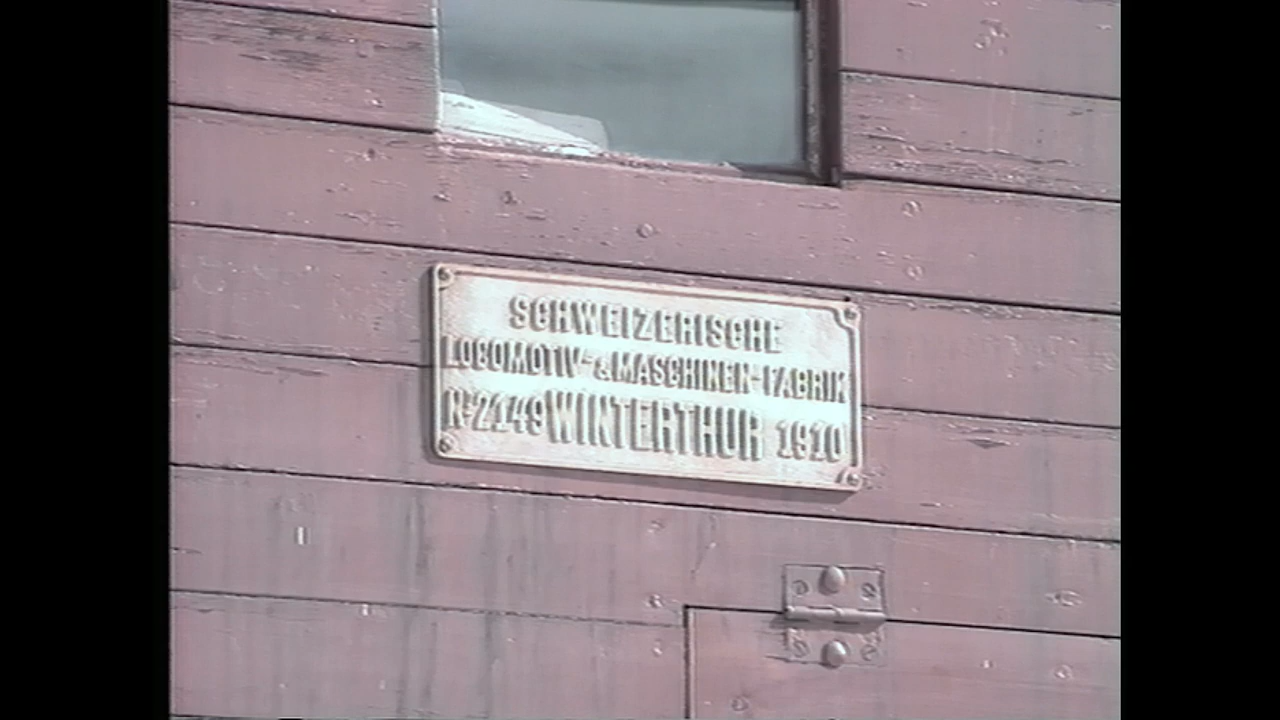 SCHWEIZERISCHE
LOCOMOTIV-&MASCHINEN-FABRIK
No 2149 WINTERTHUR 1910